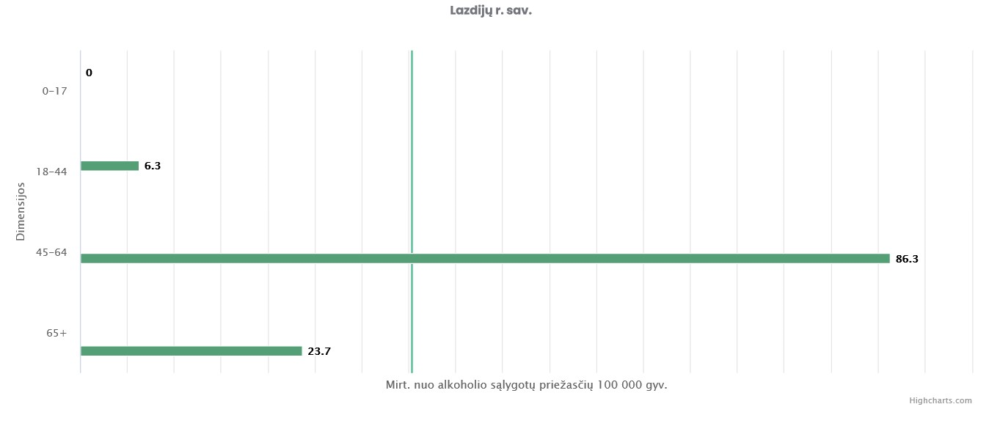 Lazdijų r. sav.
0
0–17
6.3
18–44
Dimensijos
45–64
86.3
65+
23.7
Mirt. nuo alkoholio sąlygotų priežasčių 100 000 gyv.
Highcharts.com